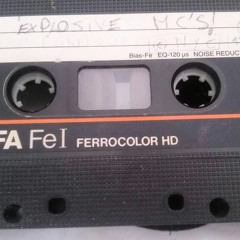 EXPLOSIVE MC'S!
Bias-Fe EQ-120 µs NOISE REDUC
FA FeI FERROCOLOR HD